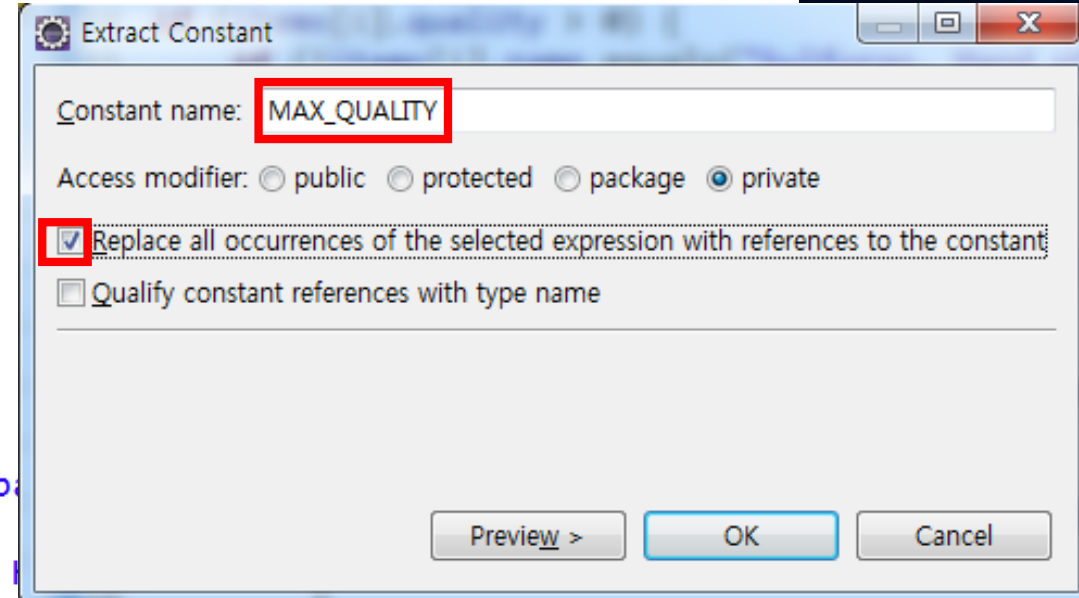 Extract Constant
Constant name: MAX_QUALITY
Access modifier: public protected package private
Replace all occurrences of the selected expression with references to the constant
Qualify constant references with type name
Preview > OK Cancel